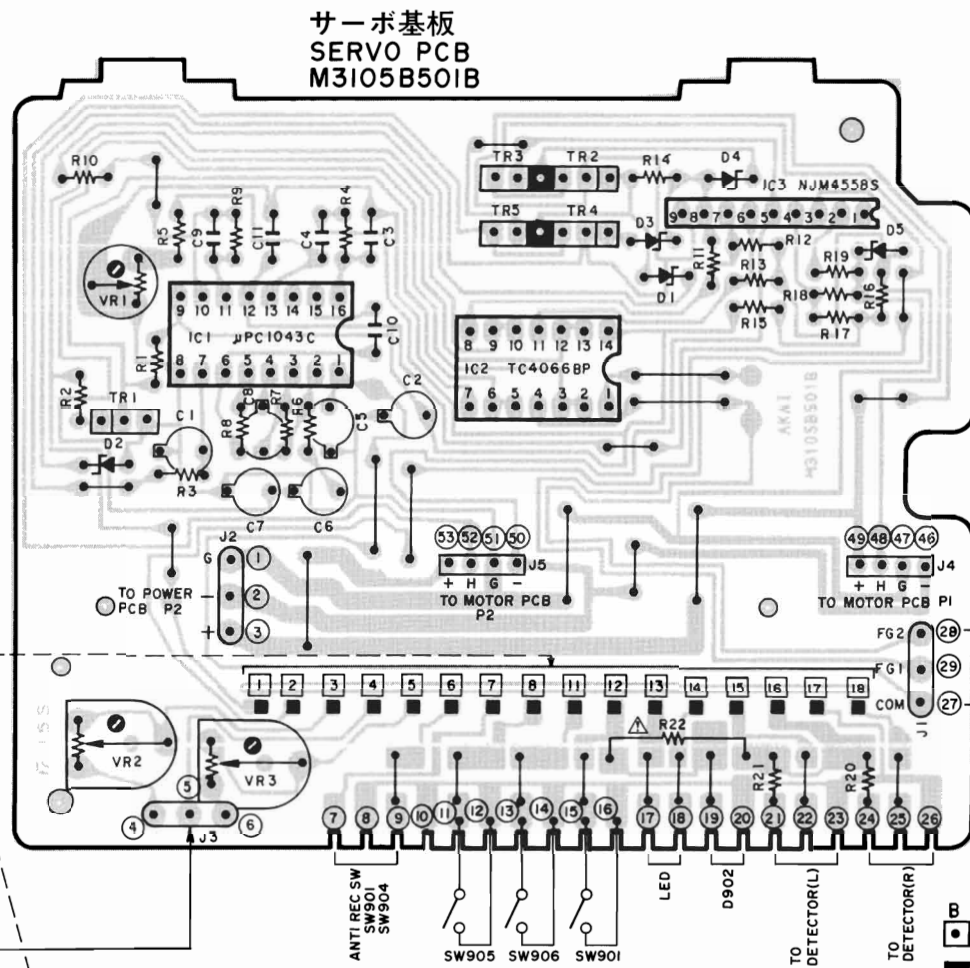 サーボ基板
SERVO PCB
M3105B501B
R10
TR3 TR2
R14
D4
IC3 NJM4558S
9 8 7 6 5 4 3 2 1
TR5 TR4
D3
D5
R5 C9 R9 C11 C4 R4 C3
R11
R12
R13
R19
R18
R16
R15
R17
D1
VR1
9 10 11 12 13 14 15 16
IC1 μPC1043C
8 7 6 5 4 3 2 1
C10
8 9 10 11 12 13 14
IC2 TC4066BP
7 6 5 4 3 2 1
R1
R2
TR1
C1
C8
R7
R6
R8
C5
C2
D2
R3
C7
C6
AKAI
M3105B501B
J2
G 1
- 2
+ 3
TO POWER
PCB P2
53 52 51 50
J5
+ H G -
TO MOTOR PCB
P2
49 48 47 46
J4
+ H G -
TO MOTOR PCB P1
FG2 28
FG1 29
COM 27
J1
1 2 3 4 5 6 7 8 11 12 13 14 15 16 17 18
R22
R21
R20
VR2
VR3
5
4 6
J3
7 8 9 10 11 12 13 14 15 16 17 18 19 20 21 22 23 24 25 26
ANTI REC SW
SW901
SW904
SW905
SW906
SW901
LED
D902
TO
DETECTOR(L)
TO
DETECTOR(R)
B